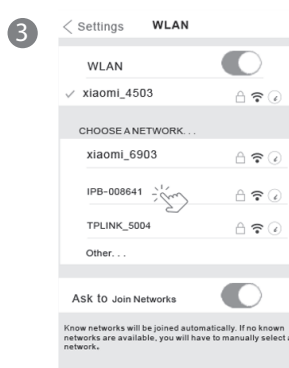 3
Settings WLAN
WLAN
xiaomi_4503
CHOOSE A NETWORK. . .
xiaomi_6903
IPB-008641
TPLINK_5004
Other. . .
Ask to Join Networks
Know networks will be joined automatically. If no known
networks are available, you will have to manually select a
network.